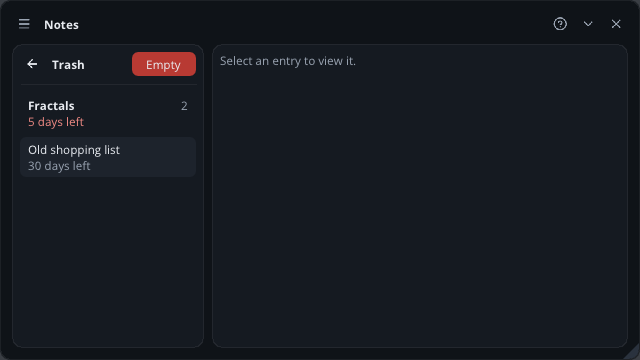 Notes
Trash
Empty
Select an entry to view it.
Fractals 2
5 days left
Old shopping list
30 days left